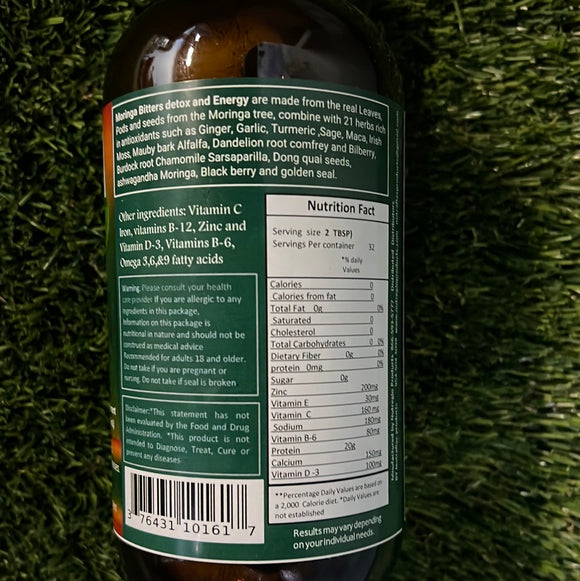 Moringa Bitters detox and Energy are made from the real Leaves,
Pods and seeds from the Moringa tree, combine with 21 herbs rich
in antioxidants such as Ginger, Garlic, Turmeric ,Sage, Maca, Irish
Moss, Mauby bark Alfalfa, Dandelion root comfrey and Bilberry,
Burdock root Chamomile Sarsaparilla, Dong quai seeds,
ashwagandha Moringa, Black berry and golden seal.
Other ingredients: Vitamin C
Iron, vitamins B-12, Zinc and
Vitamin D-3, Vitamins B-6,
Omega 3,6,&9 fatty acids
Warning: Please consult your health
care provider if you are allergic to any
ingredients in this package,
Information on this package is
nutritional in nature and should not be
construed as medical advice
Recommended for adults 18 and older.
Do not take if you are pregnant or
nursing. Do not take if seal is broken
Disclaimer:"This statement has not
been evaluated by the Food and Drug
Administration. "This product is not
intended to Diagnose, Treat, Cure or
prevent any diseases
3 76431 10161 7
Nutrition Fact
Serving size 2 TBSP)
Servings Per container 32
*% daily
Values
Calories 0
Calories from fat 0
Total Fat 0g 0%
Saturated 0
Cholesterol 0
Total Carbohydrates 0 0%
Dietary Fiber 0g 0%
protein 0mg 0%
Sugar 0g
Zinc 200mg
Vitamin E 30mg
Vitamin C 160 mg
Sodium 180mg
Vitamin B-6 80mg
Protein 20g
Calcium 150mg
Vitamin D -3 100mg
**Percentage Daily Values are based on
a 2,000 Calorie diet. *Daily Values are
not established
Results may vary depending
on your individual needs.